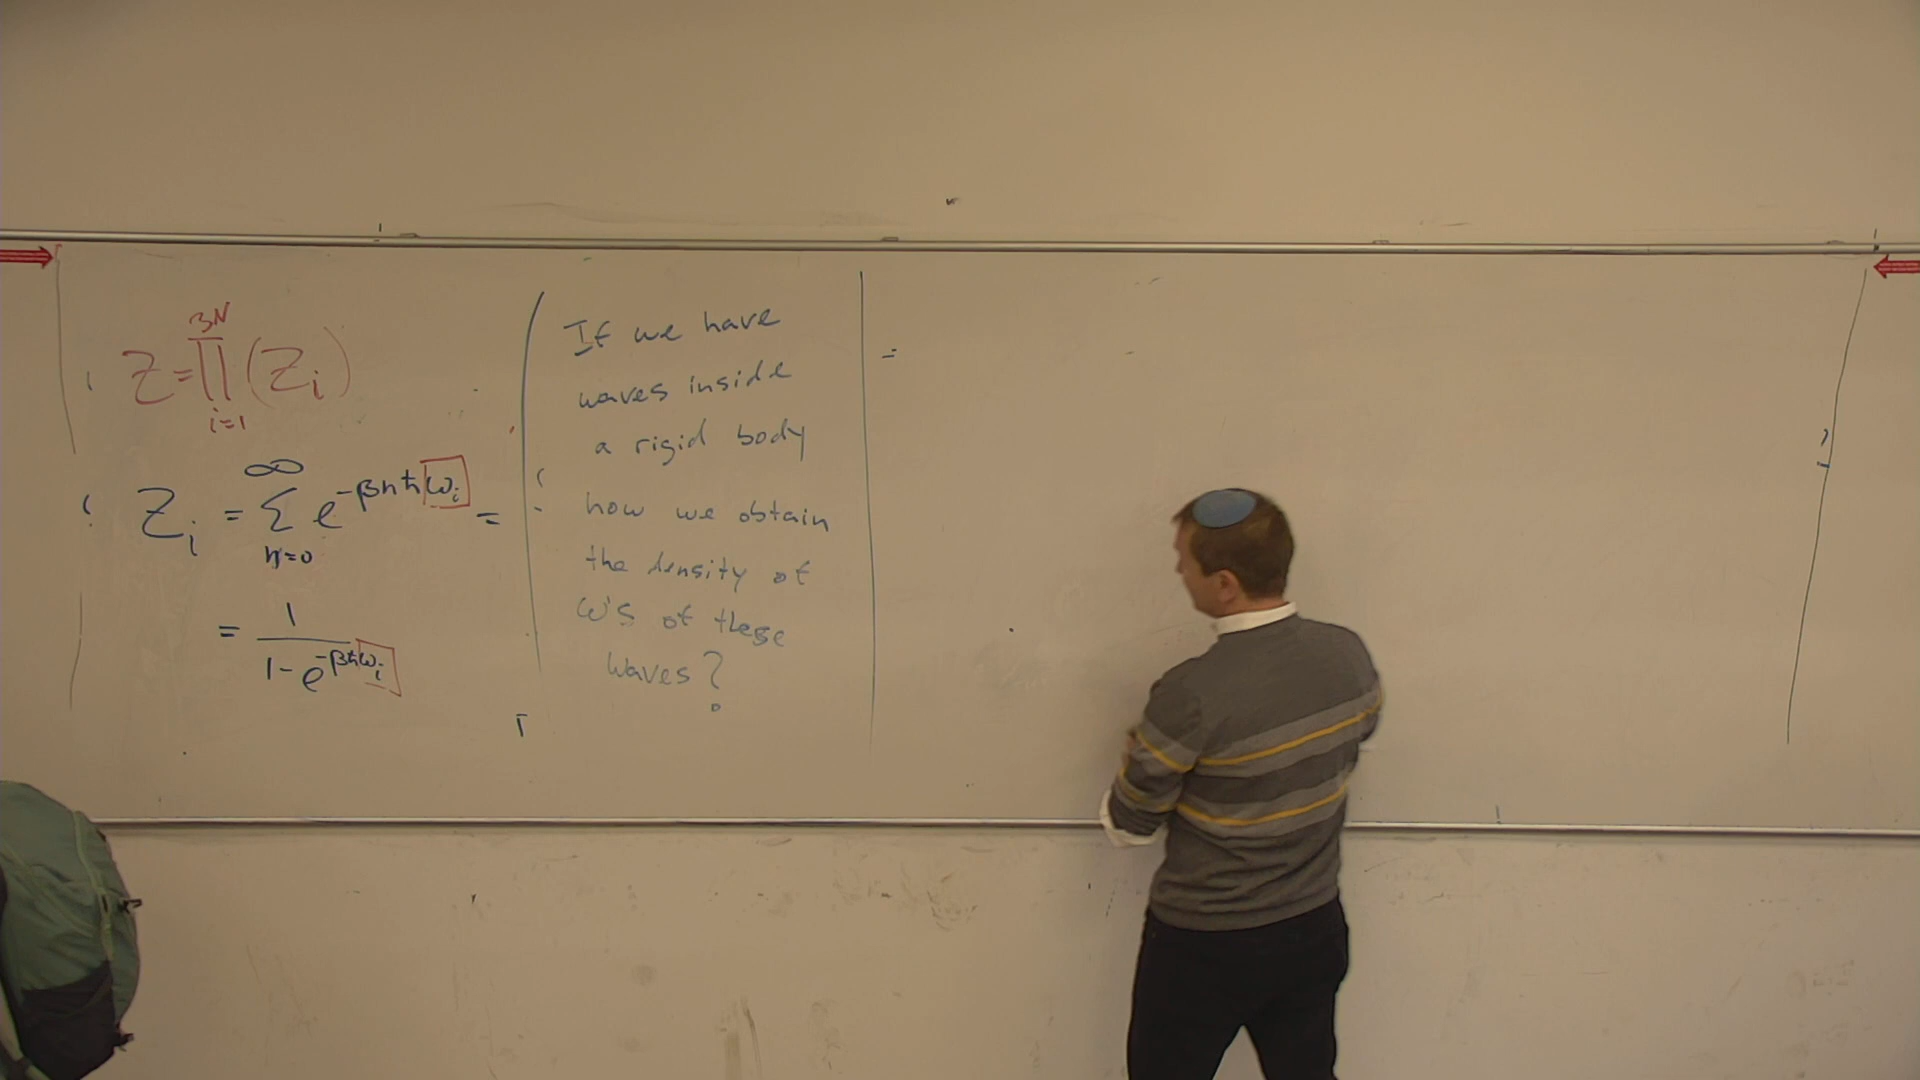 Z = ∏_{i=1}^{3N} (Z_i)
Z_i = Σ_{n=0}^{∞} e^{-βnħω_i} =
= 1 / (1 - e^{-βħω_i})
If we have
waves inside
a rigid body
how we obtain
the density of
ω's of these
waves?